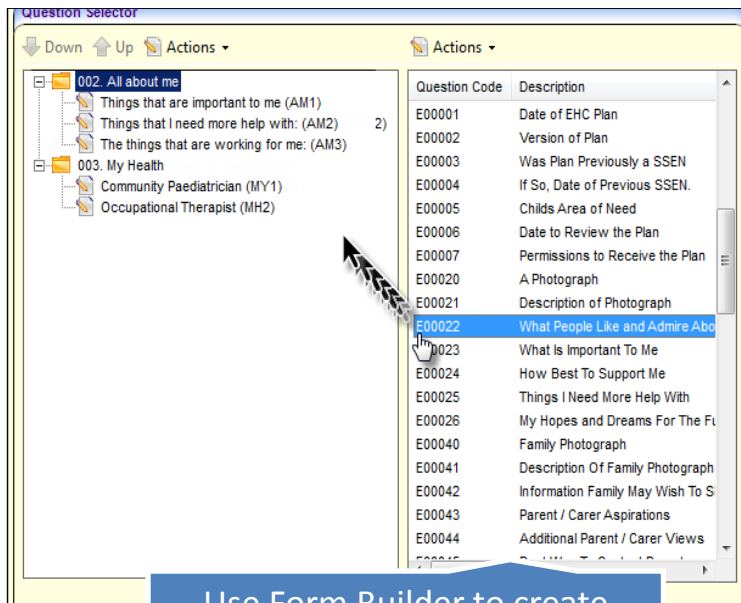 Question Selector
Down Up Actions
Actions
002. All about me
Things that are important to me (AM1)
Things that I need more help with: (AM2) 2)
The things that are working for me: (AM3)
003. My Health
Community Paediatrician (MY1)
Occupational Therapist (MH2)
Question Code Description
E00001 Date of EHC Plan
E00002 Version of Plan
E00003 Was Plan Previously a SSEN
E00004 If So, Date of Previous SSEN.
E00005 Childs Area of Need
E00006 Date to Review the Plan
E00007 Permissions to Receive the Plan
E00020 A Photograph
E00021 Description of Photograph
E00022 What People Like and Admire Abo
E00023 What Is Important To Me
E00024 How Best To Support Me
E00025 Things I Need More Help With
E00026 My Hopes and Dreams For The Fu
E00040 Family Photograph
E00041 Description Of Family Photograph
E00042 Information Family May Wish To S
E00043 Parent / Carer Aspirations
E00044 Additional Parent / Carer Views
Use Form Builder to create